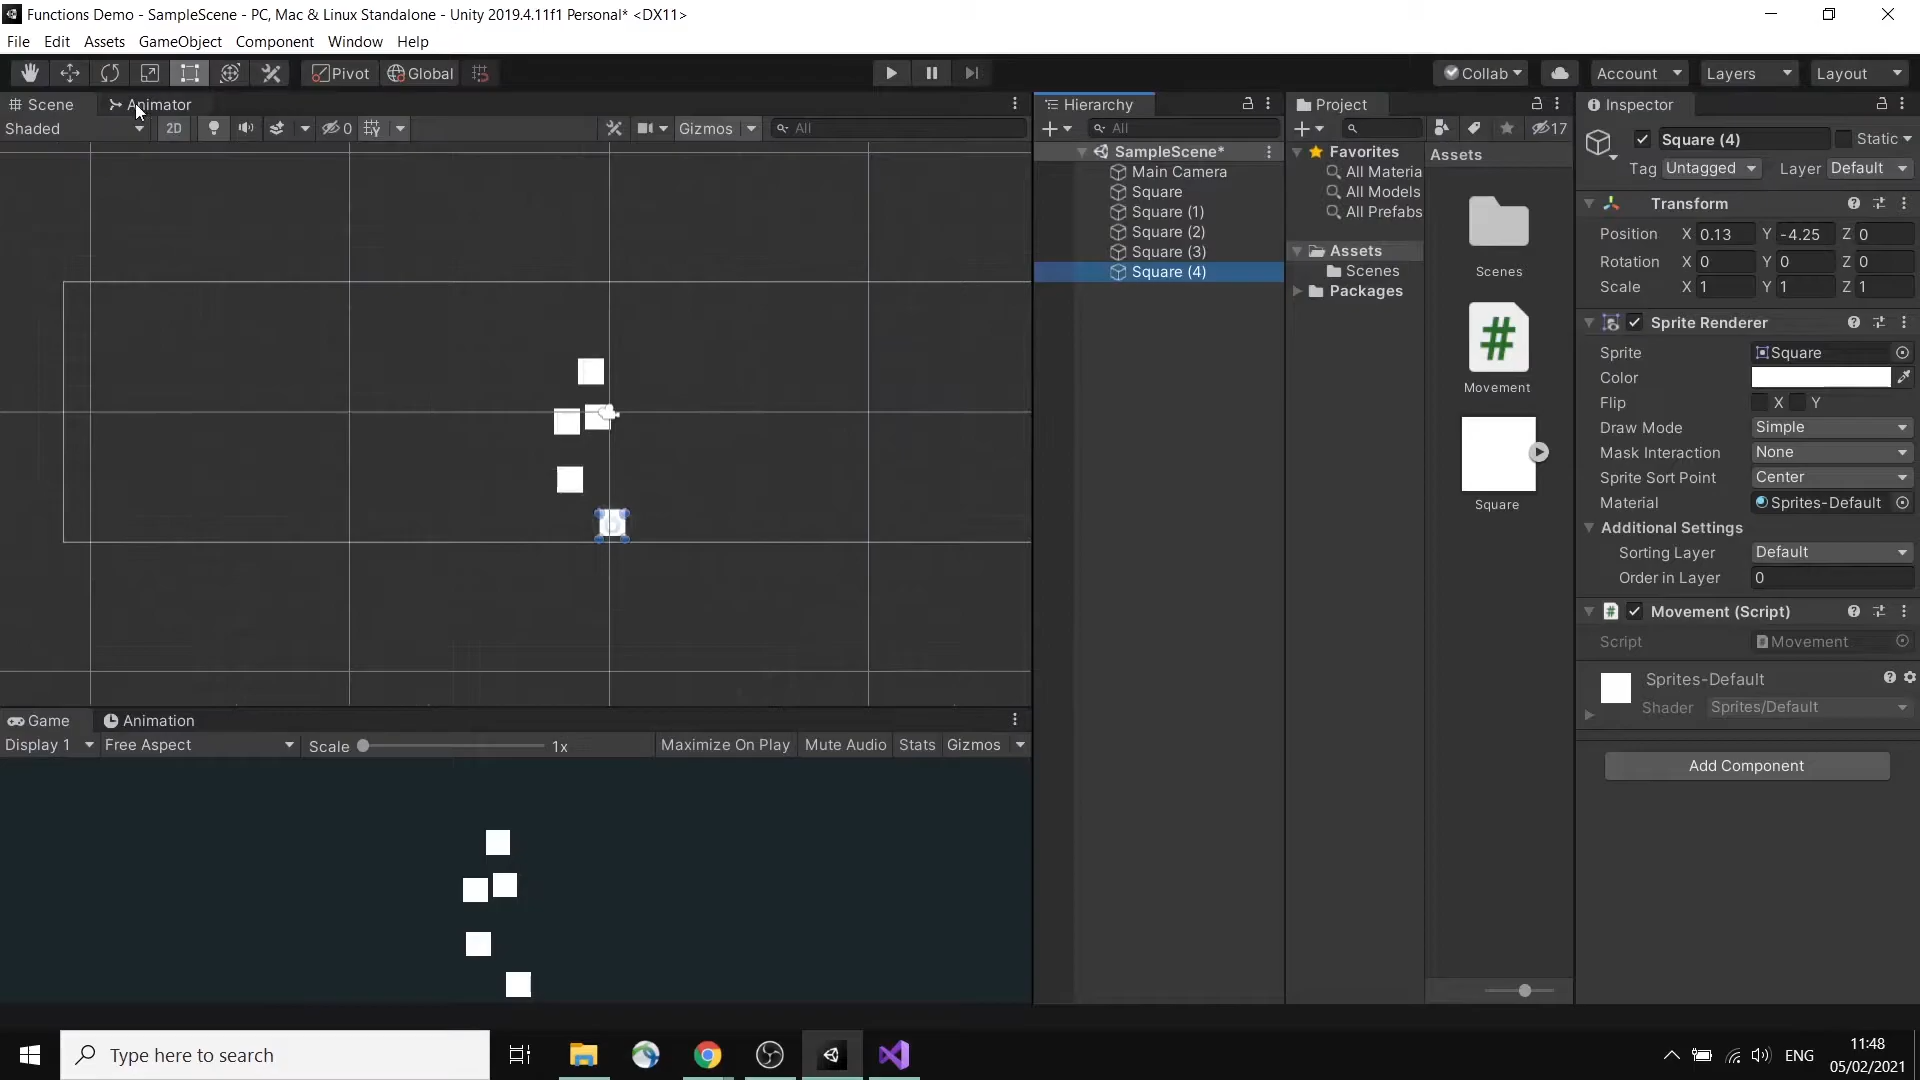 Functions Demo - SampleScene - PC, Mac & Linux Standalone - Unity 2019.4.11f1 Personal* <DX11>
File Edit Assets GameObject Component Window Help
Pivot Global Collab Account Layers Layout
Scene Animator
Shaded 2D 0 Gizmos All
Hierarchy
All
SampleScene*
Main Camera
Square
Square (1)
Square (2)
Square (3)
Square (4)
Project
17
Favorites
All Materia
All Models
All Prefabs
Assets
Scenes
Packages
Assets
Scenes
Movement
Square
Inspector
Square (4) Static
Tag Untagged Layer Default
Transform
Position X 0.13 Y -4.25 Z 0
Rotation X 0 Y 0 Z 0
Scale X 1 Y 1 Z 1
Sprite Renderer
Sprite Square
Color
Flip X Y
Draw Mode Simple
Mask Interaction None
Sprite Sort Point Center
Material Sprites-Default
Additional Settings
Sorting Layer Default
Order in Layer 0
Movement (Script)
Script Movement
Sprites-Default
Shader Sprites/Default
Add Component
Game Animation
Display 1 Free Aspect Scale 1x Maximize On Play Mute Audio Stats Gizmos
Type here to search
ENG
11:48
05/02/2021